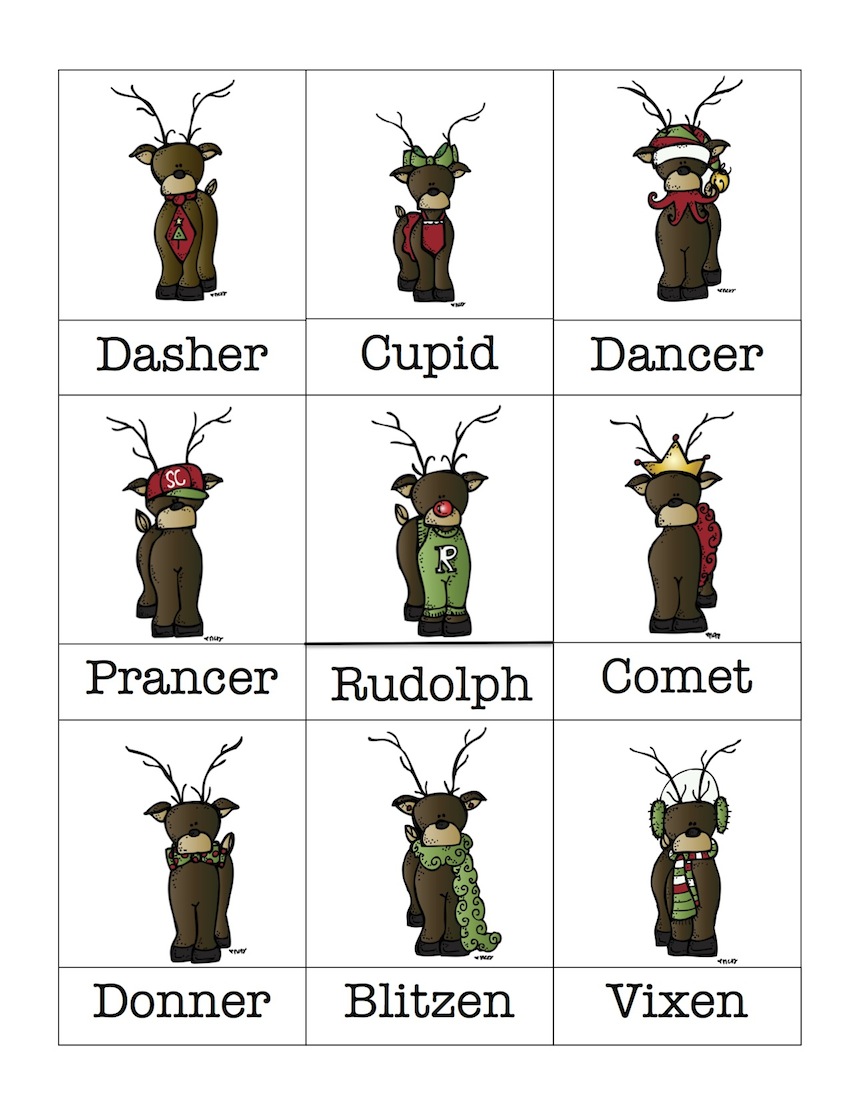 Dasher
Cupid
Dancer
SC
Prancer
R
Rudolph
Comet
Donner
Blitzen
Vixen